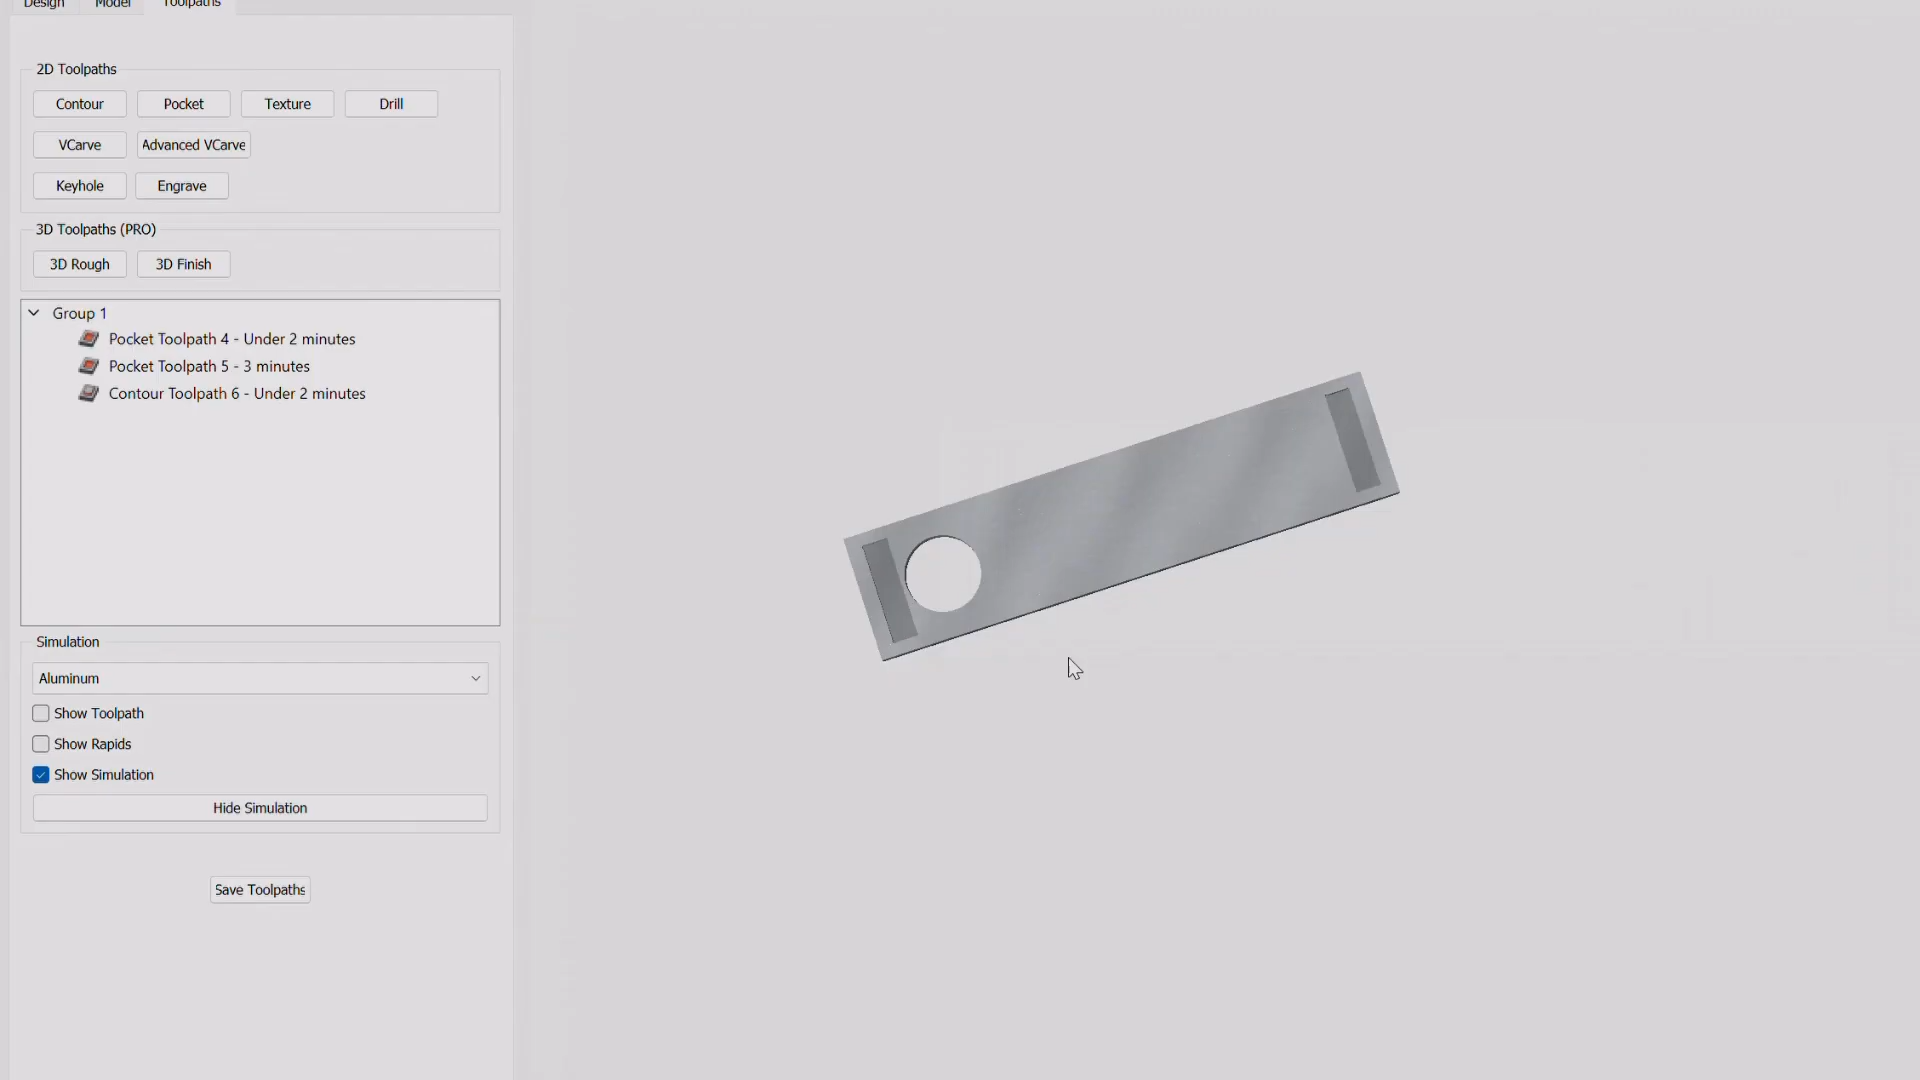 Design Model Toolpaths
2D Toolpaths
Contour Pocket Texture Drill
VCarve Advanced VCarve
Keyhole Engrave
3D Toolpaths (PRO)
3D Rough 3D Finish
Group 1
Pocket Toolpath 4 - Under 2 minutes
Pocket Toolpath 5 - 3 minutes
Contour Toolpath 6 - Under 2 minutes
Simulation
Aluminum
Show Toolpath
Show Rapids
Show Simulation
Hide Simulation
Save Toolpaths